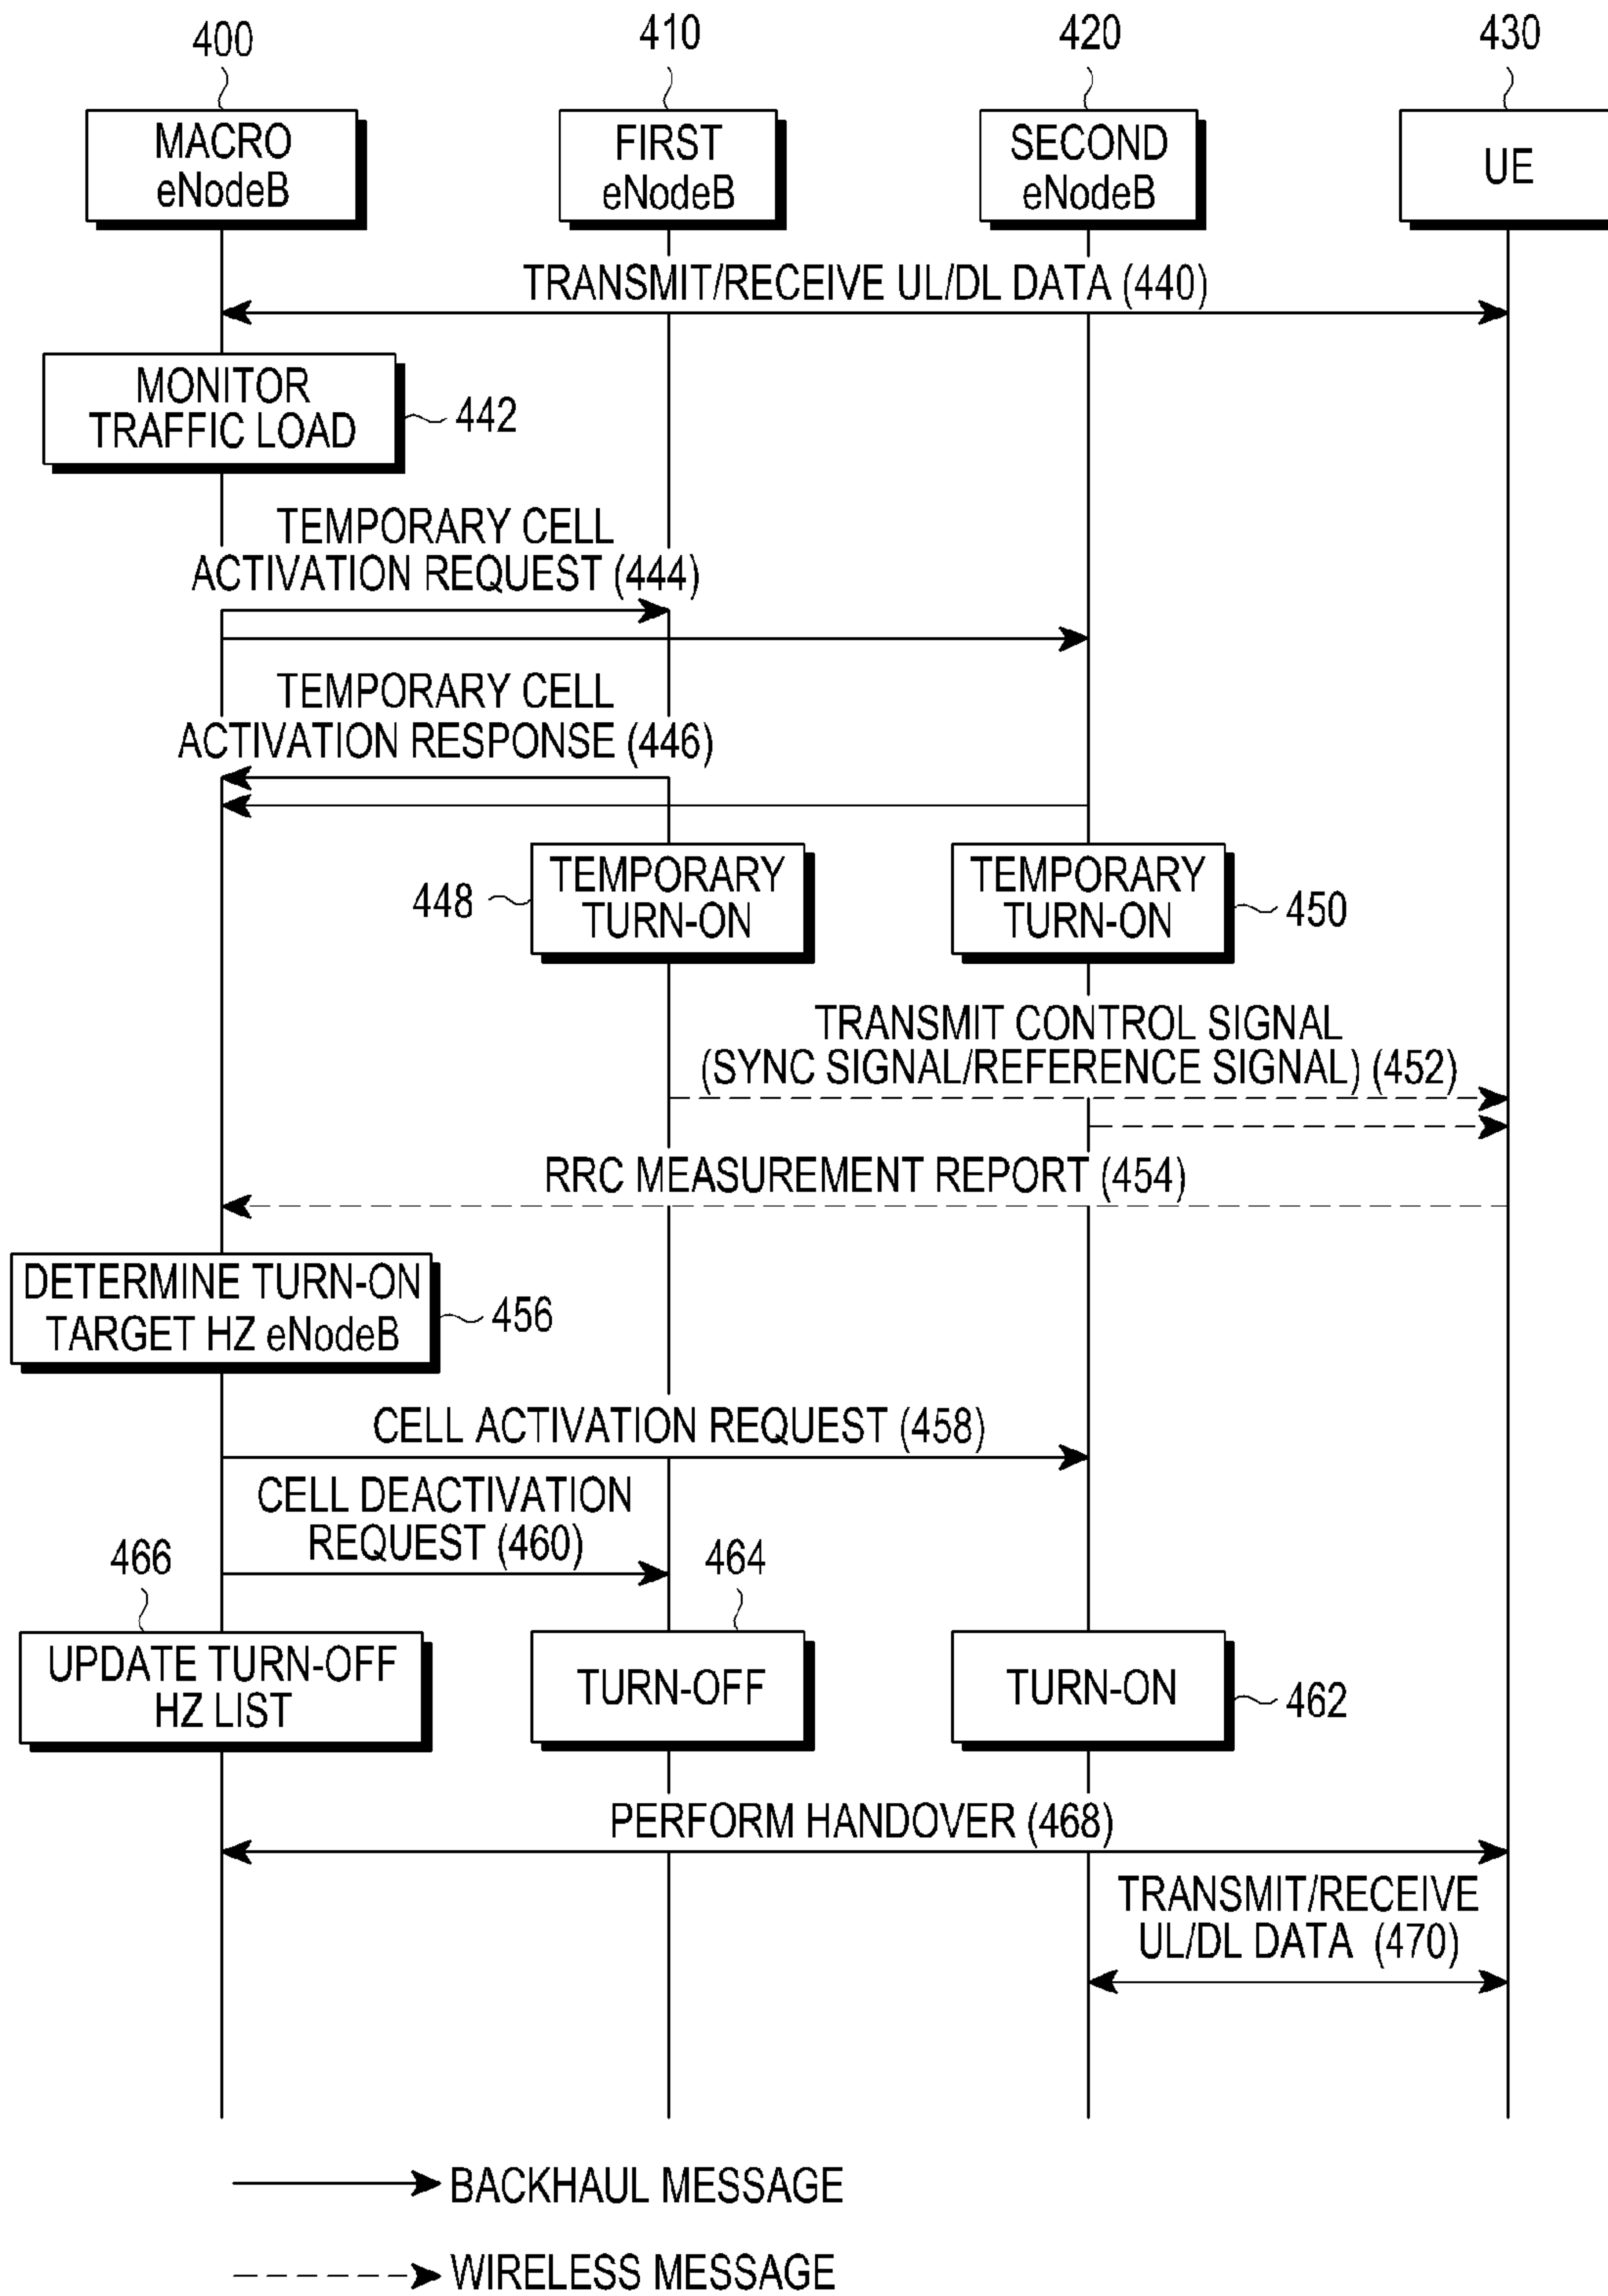 400
410
420
430
MACRO
eNodeB
FIRST
eNodeB
SECOND
eNodeB
UE
TRANSMIT/RECEIVE UL/DL DATA (440)
MONITOR
TRAFFIC LOAD
442
TEMPORARY CELL
ACTIVATION REQUEST (444)
TEMPORARY CELL
ACTIVATION RESPONSE (446)
448
TEMPORARY
TURN-ON
TEMPORARY
TURN-ON
450
TRANSMIT CONTROL SIGNAL
(SYNC SIGNAL/REFERENCE SIGNAL) (452)
RRC MEASUREMENT REPORT (454)
DETERMINE TURN-ON
TARGET HZ eNodeB
456
CELL ACTIVATION REQUEST (458)
CELL DEACTIVATION
REQUEST (460)
466
464
UPDATE TURN-OFF
HZ LIST
TURN-OFF
TURN-ON
462
PERFORM HANDOVER (468)
TRANSMIT/RECEIVE
UL/DL DATA (470)
BACKHAUL MESSAGE
WIRELESS MESSAGE